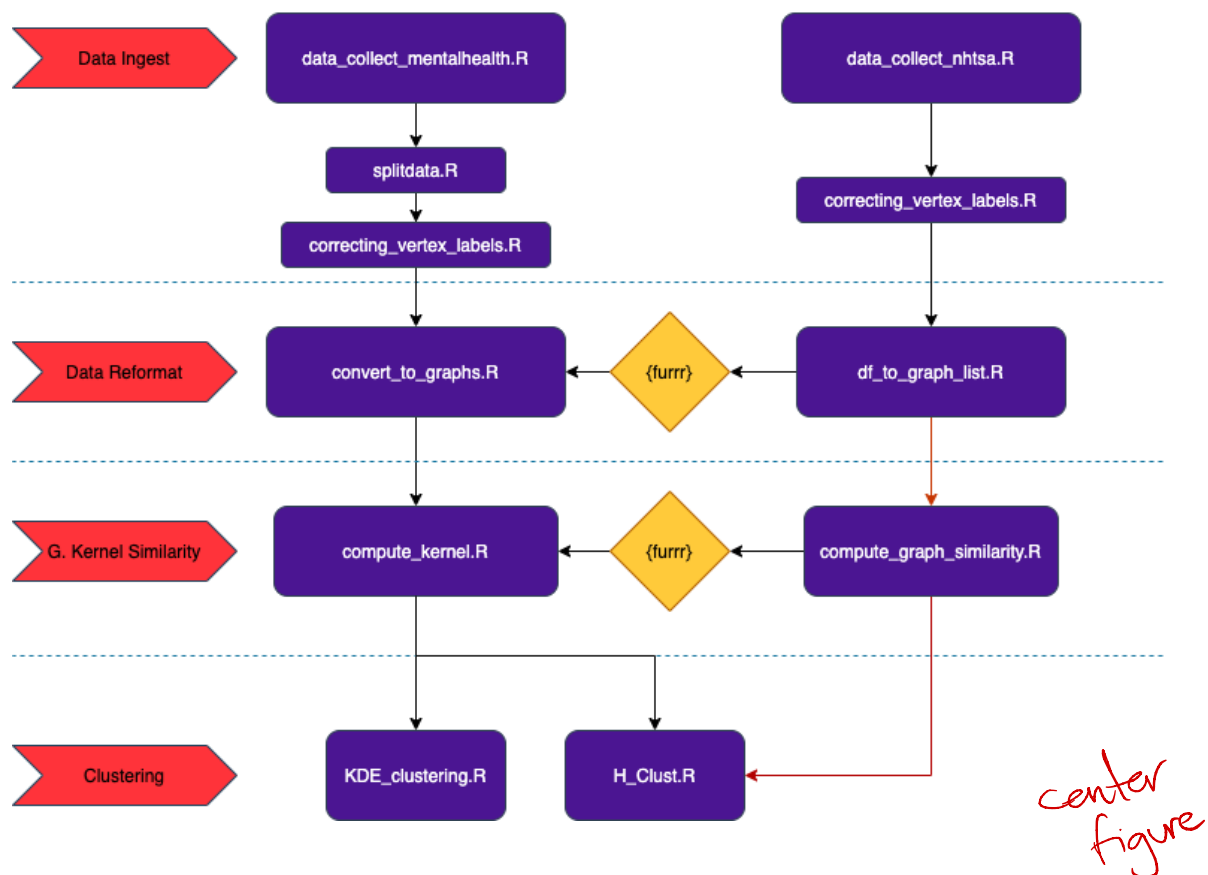 Data Ingest
data_collect_mentalhealth.R
data_collect_nhtsa.R
splitdata.R
correcting_vertex_labels.R
correcting_vertex_labels.R
Data Reformat
convert_to_graphs.R
{furrr}
df_to_graph_list.R
G. Kernel Similarity
compute_kernel.R
{furrr}
compute_graph_similarity.R
Clustering
KDE_clustering.R
H_Clust.R
center
figure